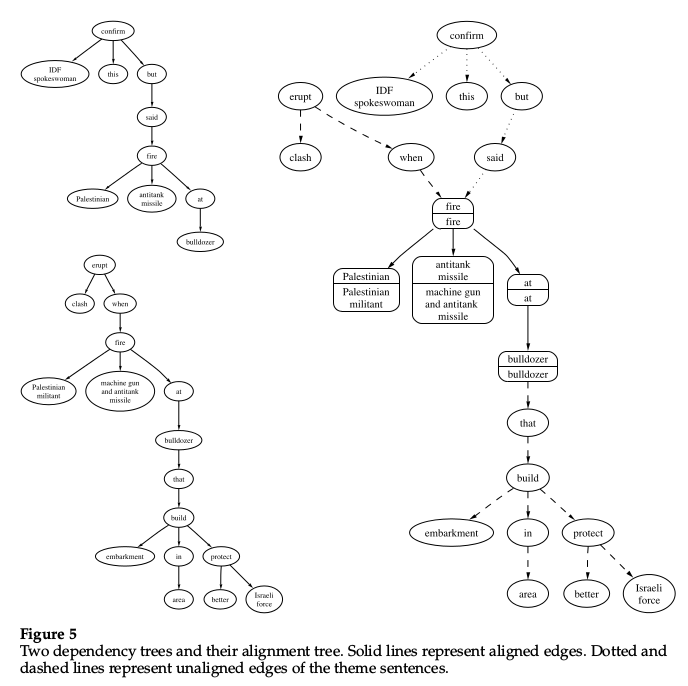 confirm
IDF
spokeswoman
this
but
said
fire
Palestinian
antitank
missile
at
bulldozer
erupt
clash
when
fire
Palestinian
militant
machine gun
and antitank
missile
at
bulldozer
that
build
embarkment
in
protect
area
better
Israeli
force
confirm
erupt
IDF
spokeswoman
this
but
clash
when
said
fire
fire
Palestinian
Palestinian
militant
antitank
missile
machine gun
and antitank
missile
at
at
bulldozer
bulldozer
that
build
embarkment
in
protect
area
better
Israeli
force
Figure 5
Two dependency trees and their alignment tree. Solid lines represent aligned edges. Dotted and
dashed lines represent unaligned edges of the theme sentences.